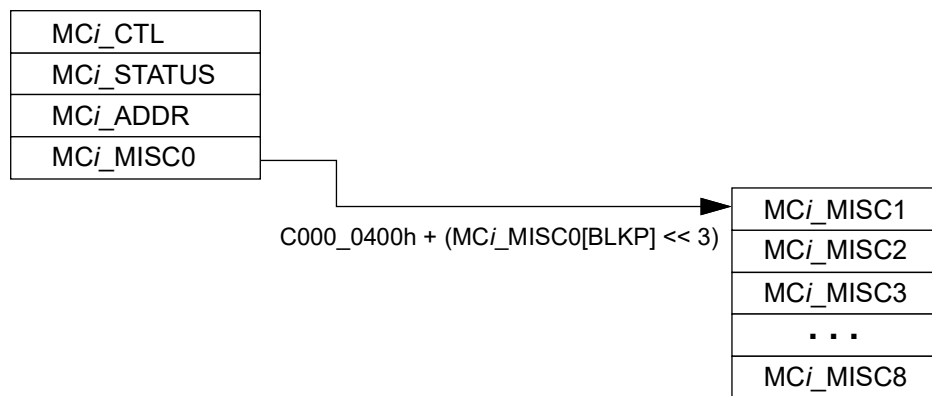 MCi_CTL
MCi_STATUS
MCi_ADDR
MCi_MISC0
C000_0400h + (MCi_MISC0[BLKP] << 3)
MCi_MISC1
MCi_MISC2
MCi_MISC3
. . .
MCi_MISC8